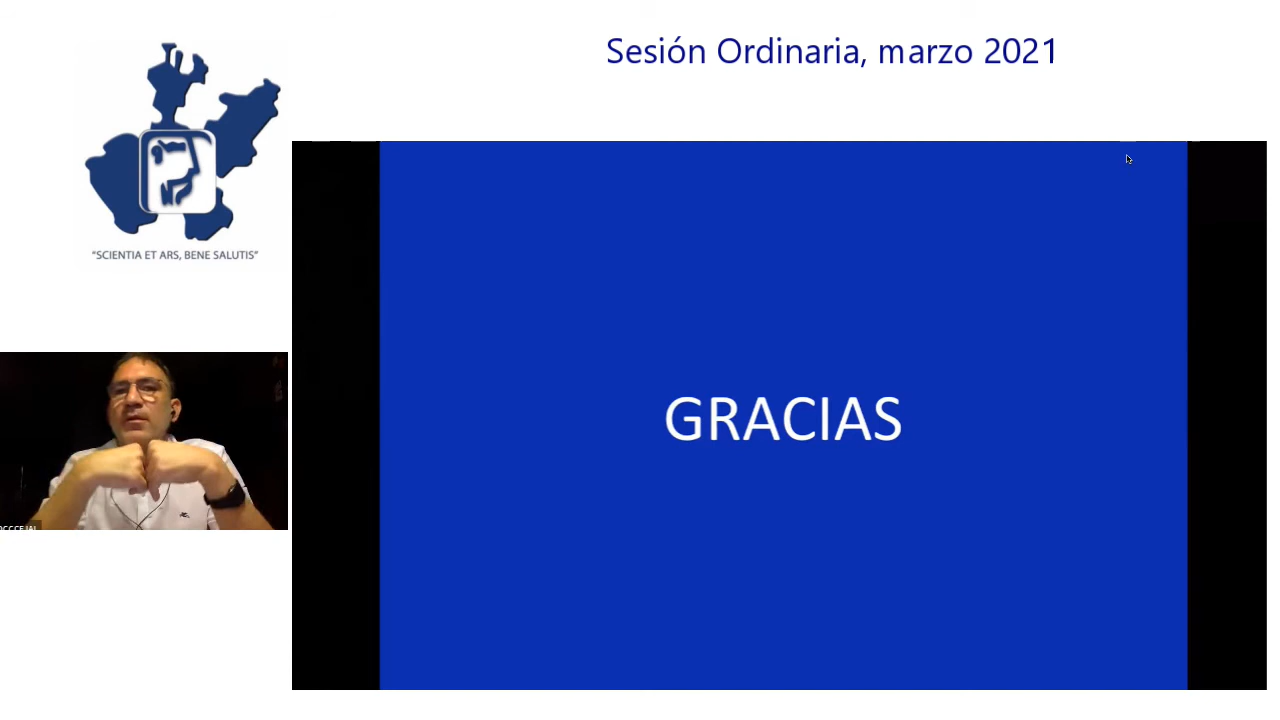 Sesión Ordinaria, marzo 2021
“SCIENTIA ET ARS, BENE SALUTIS”
GRACIAS